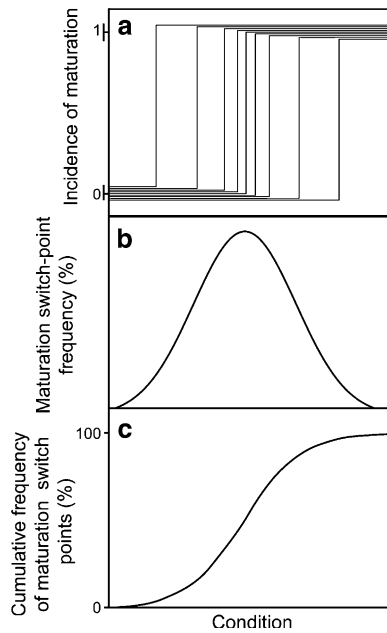 a
1
Incidence of maturation
0
b
Maturation switch-point
frequency (%)
c
100
Cumulative frequency
of maturation switch
points (%)
0
Condition